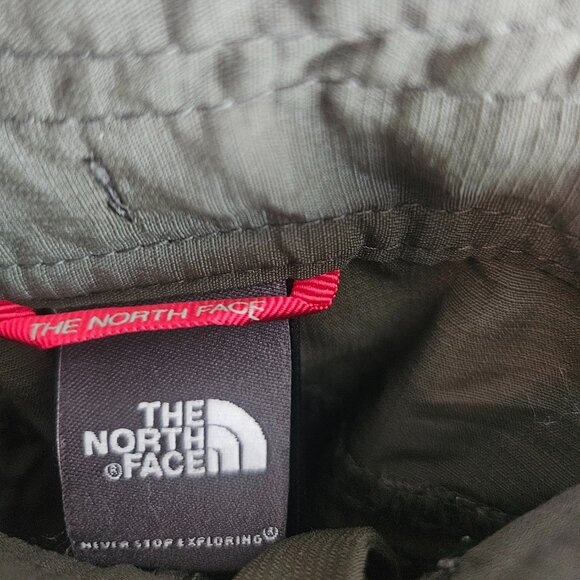 THE NORTH FACE
THE
NORTH
®FACE
NEVER STOP EXPLORING®